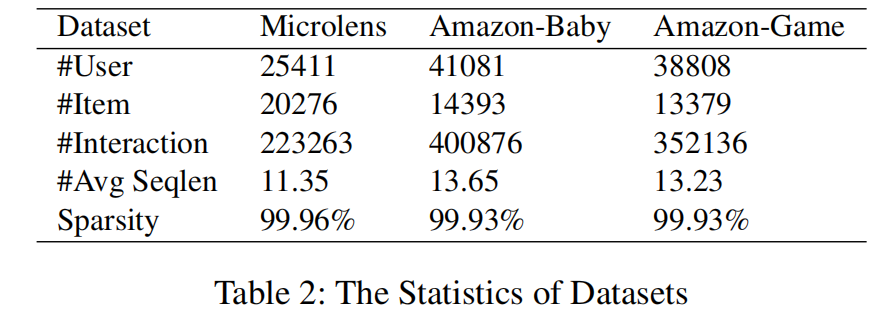 Dataset Microlens Amazon-Baby Amazon-Game
#User 25411 41081 38808
#Item 20276 14393 13379
#Interaction 223263 400876 352136
#Avg Seqlen 11.35 13.65 13.23
Sparsity 99.96% 99.93% 99.93%
Table 2: The Statistics of Datasets